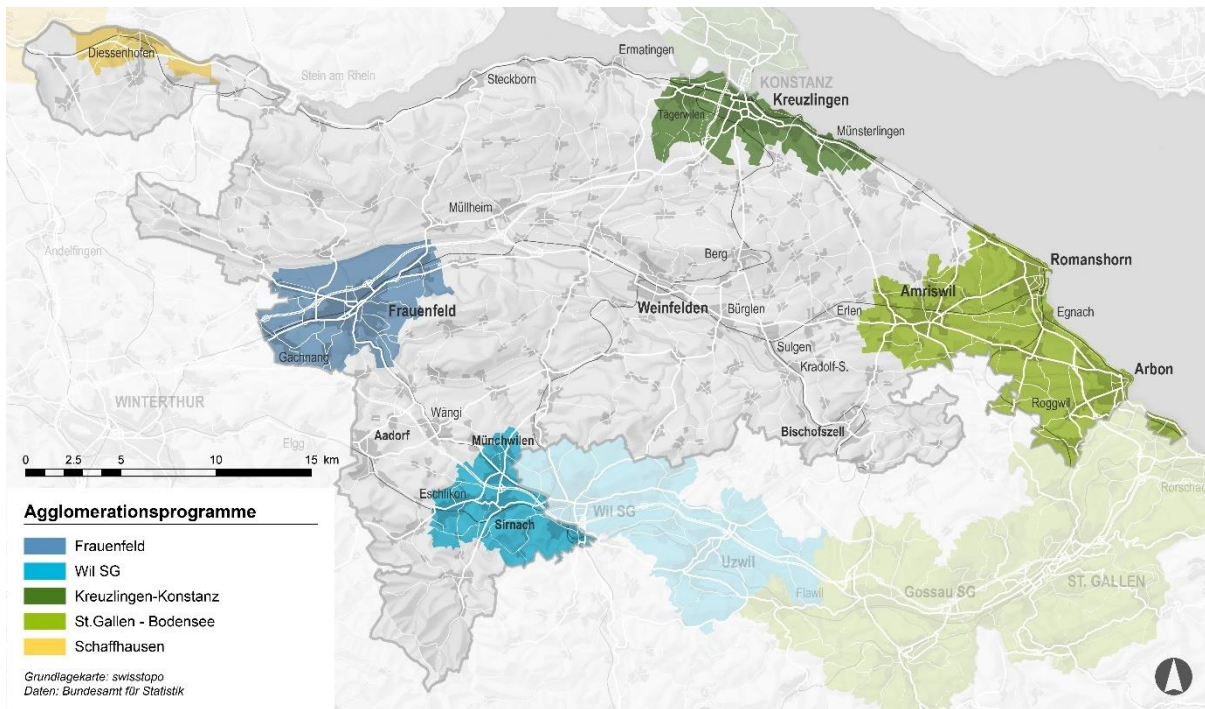 Diessenhofen
Stein am Rhein
Steckborn
Ermatingen
KONSTANZ
Kreuzlingen
Tägerwilen
Münsterlingen
Andelfingen
Müllheim
Berg
Romanshorn
Amriswil
Frauenfeld
Weinfelden
Bürglen
Erlen
Egnach
Gachnang
Sulgen
Kradolf-S.
Arbon
WINTERTHUR
Roggwil
Wängi
Aadorf
Münchwilen
Bischofszell
Elgg
0 2.5 5 10 15 km
Eschlikon
Rorschach
Sirnach
Wil SG
Agglomerationsprogramme
Frauenfeld
Wil SG
Kreuzlingen-Konstanz
St.Gallen - Bodensee
Schaffhausen
Uzwil
Flawil
Gossau SG
ST. GALLEN
Grundlagekarte: swisstopo
Daten: Bundesamt für Statistik